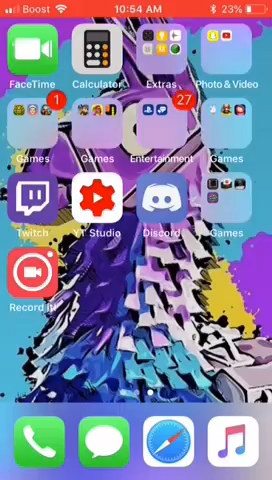 Boost 10:54 AM 23%
FaceTime Calculator Extras Photo & Video
1 27
Games Games Entertainment Games
Twitch YT Studio Discord Games
Record it!